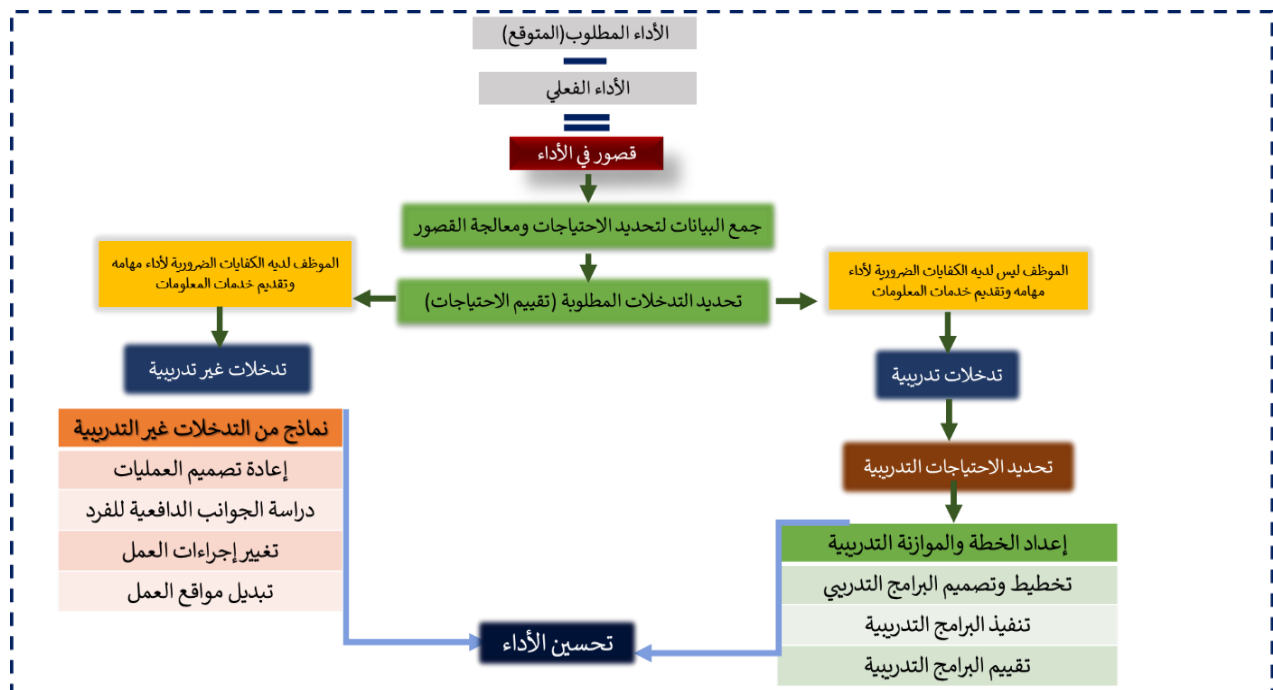 الأداء المطلوب(المتوقع)
الأداء الفعلي
قصور في الأداء
جمع البيانات لتحديد الاحتياجات ومعالجة القصور
تحديد التدخلات المطلوبة (تقييم الاحتياجات)
الموظف ليس لديه الكفايات الضرورية لأداء
مهامه وتقديم خدمات المعلومات
تدخلات تدريبية
تحديد الاحتياجات التدريبية
إعداد الخطة والموازنة التدريبية
تخطيط وتصميم البرامج التدريبي
تنفيذ البرامج التدريبية
تقييم البرامج التدريبية
الموظف لديه الكفايات الضرورية لأداء مهامه
وتقديم خدمات المعلومات
تدخلات غير تدريبية
نماذج من التدخلات غير التدريبية
إعادة تصميم العمليات
دراسة الجوانب الدافعية للفرد
تغيير إجراءات العمل
تبديل مواقع العمل
تحسين الأداء